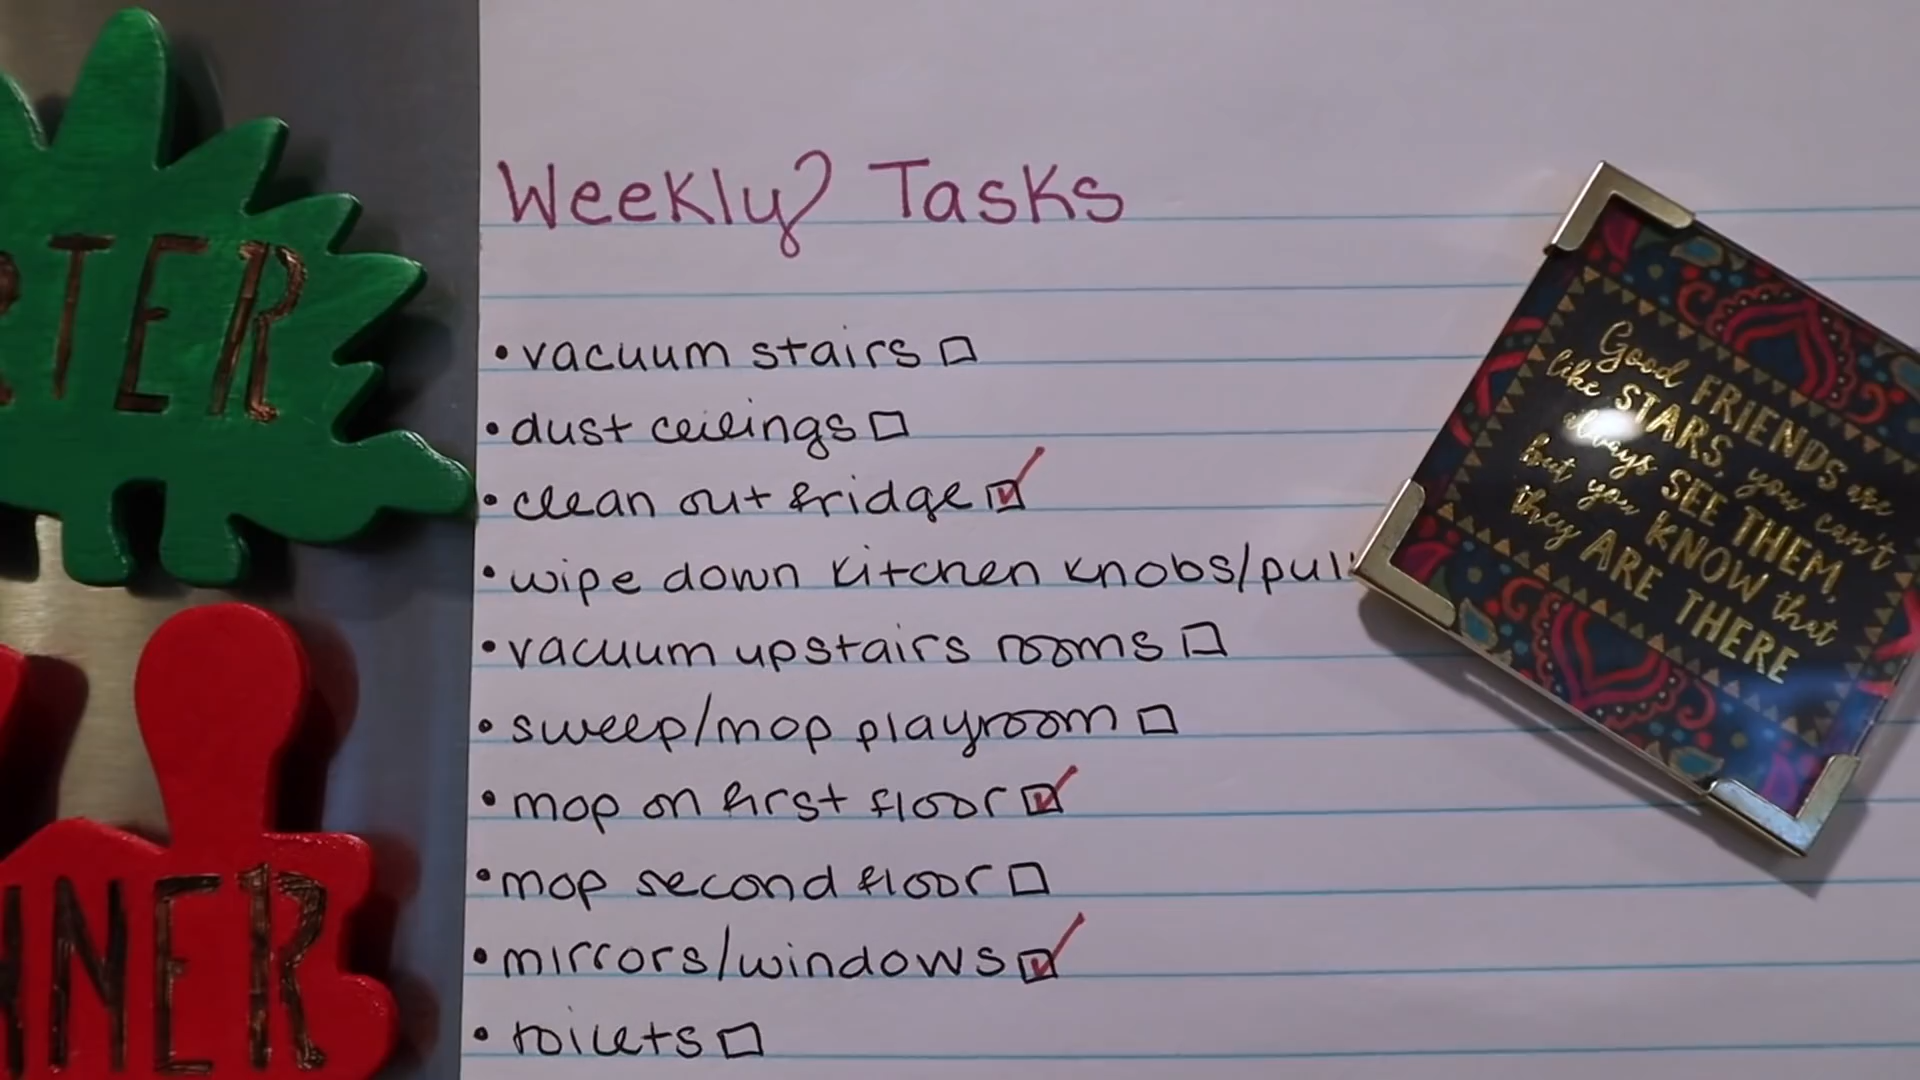 Weekly Tasks
• vacuum stairs ☐
• dust ceilings ☐
• clean out fridge ☑
• wipe down kitchen knobs/pul
• vacuum upstairs rooms ☐
• sweep/mop playroom ☐
• mop on first floor ☑
• mop second floor ☐
• mirrors/windows ☑
• toilets ☐
RTER
NER
Good FRIENDS are
like STARS, you can't
always SEE THEM,
but you KNOW that
they ARE THERE